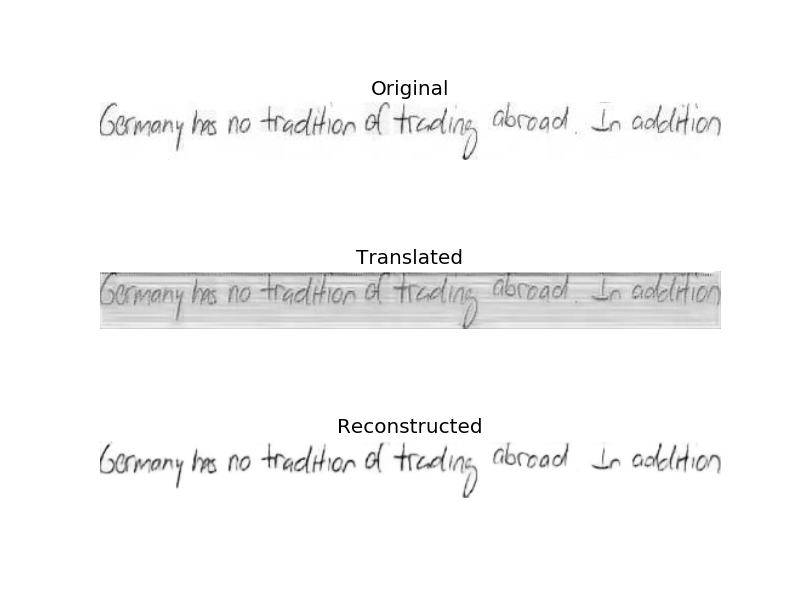 Original
Germany has no tradition of trading abroad. In addition
Translated
Germany has no tradition of trading abroad. In addition
Reconstructed
Germany has no tradition of trading abroad In addition